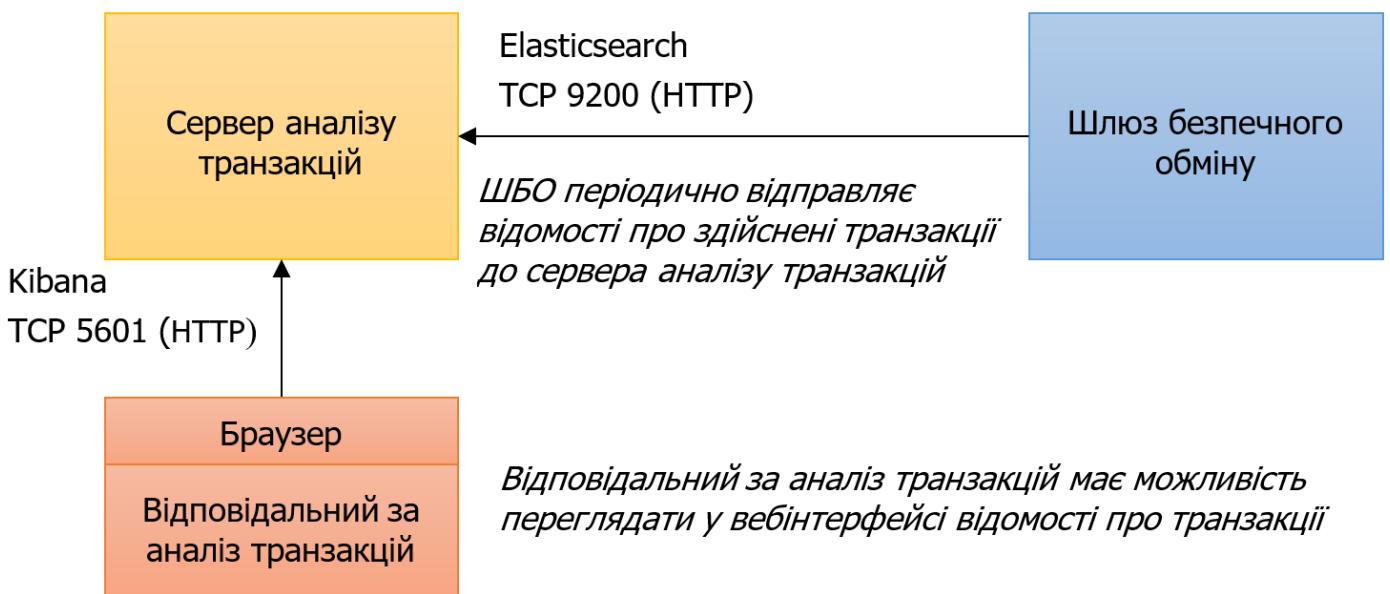 Сервер аналізу
транзакцій
Elasticsearch
TCP 9200 (HTTP)
Шлюз безпечного
обміну
ШБО періодично відправляє
відомості про здійснені транзакції
до сервера аналізу транзакцій
Kibana
TCP 5601 (HTTP)
Браузер
Відповідальний за
аналіз транзакцій
Відповідальний за аналіз транзакцій має можливість
переглядати у вебінтерфейсі відомості про транзакції